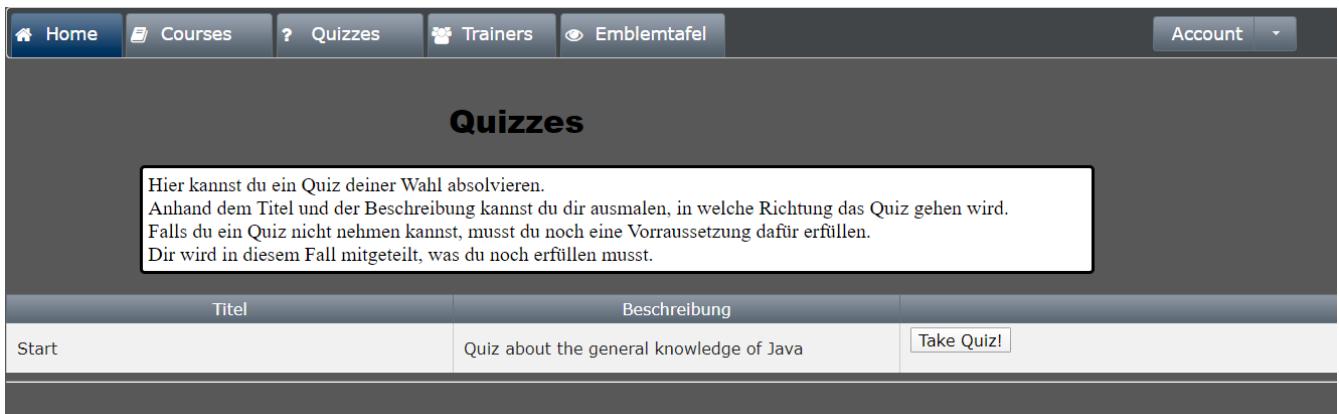 Home Courses ? Quizzes Trainers Emblemtafel Account
Quizzes
Hier kannst du ein Quiz deiner Wahl absolvieren.
Anhand dem Titel und der Beschreibung kannst du dir ausmalen, in welche Richtung das Quiz gehen wird.
Falls du ein Quiz nicht nehmen kannst, musst du noch eine Vorraussetzung dafür erfüllen.
Dir wird in diesem Fall mitgeteilt, was du noch erfüllen musst.
Titel Beschreibung
Start Quiz about the general knowledge of Java Take Quiz!